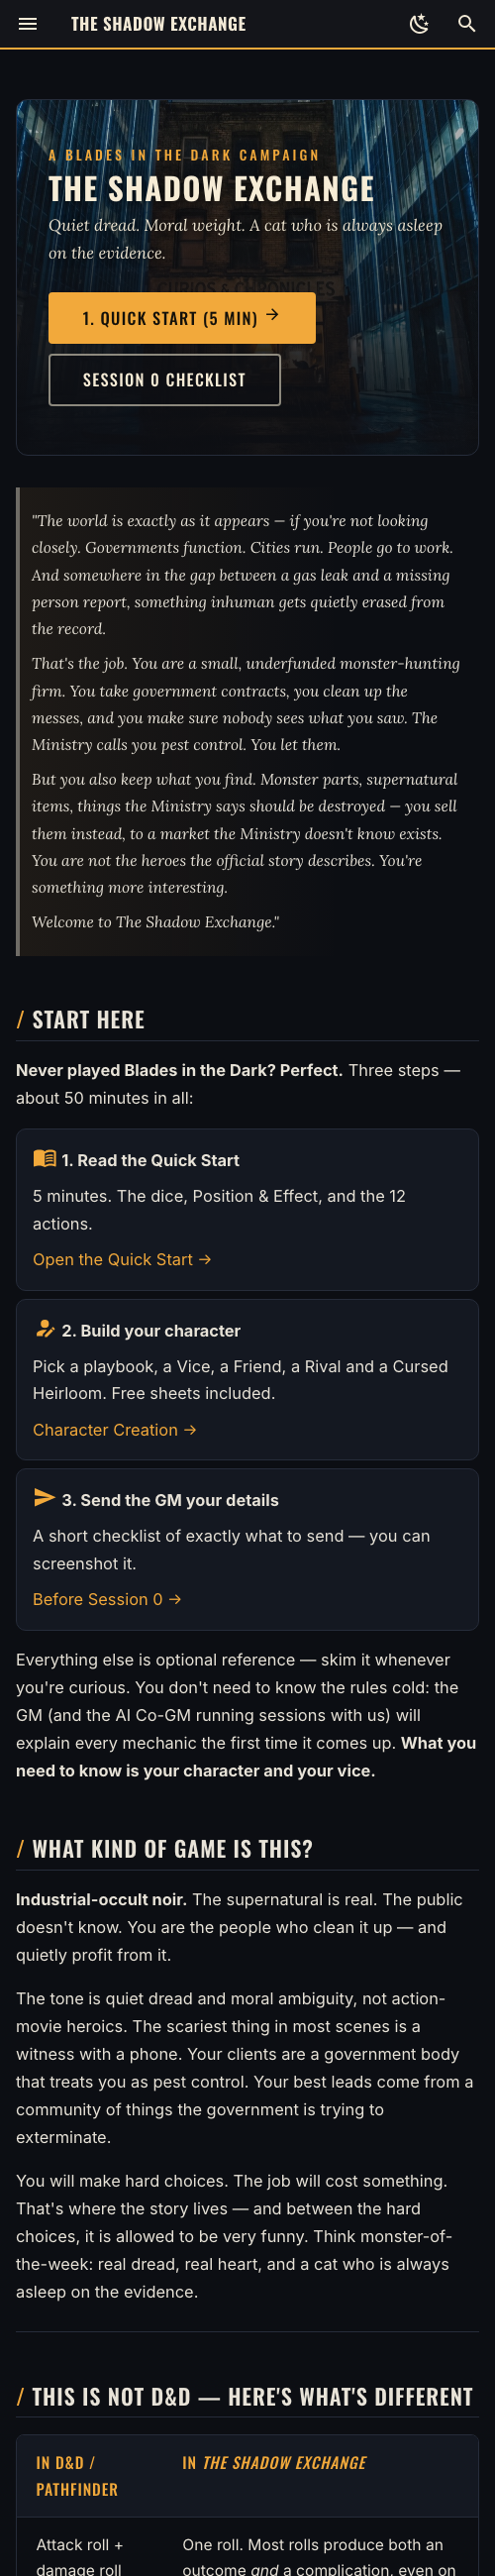 THE SHADOW EXCHANGE
A BLADES IN THE DARK CAMPAIGN
THE SHADOW EXCHANGE
Quiet dread. Moral weight. A cat who is always asleep
on the evidence.
CURIOS & CHRONICLES
1. QUICK START (5 MIN) →
SESSION 0 CHECKLIST
"The world is exactly as it appears — if you're not looking
closely. Governments function. Cities run. People go to work.
And somewhere in the gap between a gas leak and a missing
person report, something inhuman gets quietly erased from
the record.
That's the job. You are a small, underfunded monster-hunting
firm. You take government contracts, you clean up the
messes, and you make sure nobody sees what you saw. The
Ministry calls you pest control. You let them.
But you also keep what you find. Monster parts, supernatural
items, things the Ministry says should be destroyed — you sell
them instead, to a market the Ministry doesn't know exists.
You are not the heroes the official story describes. You're
something more interesting.
Welcome to The Shadow Exchange."
/ START HERE
Never played Blades in the Dark? Perfect. Three steps —
about 50 minutes in all:
1. Read the Quick Start
5 minutes. The dice, Position & Effect, and the 12
actions.
Open the Quick Start →
2. Build your character
Pick a playbook, a Vice, a Friend, a Rival and a Cursed
Heirloom. Free sheets included.
Character Creation →
3. Send the GM your details
A short checklist of exactly what to send — you can
screenshot it.
Before Session 0 →
Everything else is optional reference — skim it whenever
you're curious. You don't need to know the rules cold: the
GM (and the AI Co-GM running sessions with us) will
explain every mechanic the first time it comes up. What you
need to know is your character and your vice.
/ WHAT KIND OF GAME IS THIS?
Industrial-occult noir. The supernatural is real. The public
doesn't know. You are the people who clean it up — and
quietly profit from it.
The tone is quiet dread and moral ambiguity, not action-
movie heroics. The scariest thing in most scenes is a
witness with a phone. Your clients are a government body
that treats you as pest control. Your best leads come from a
community of things the government is trying to
exterminate.
You will make hard choices. The job will cost something.
That's where the story lives — and between the hard
choices, it is allowed to be very funny. Think monster-of-
the-week: real dread, real heart, and a cat who is always
asleep on the evidence.
/ THIS IS NOT D&D — HERE'S WHAT'S DIFFERENT
IN D&D /
PATHFINDER
IN THE SHADOW EXCHANGE
Attack roll +
damage roll
One roll. Most rolls produce both an
outcome and a complication, even on